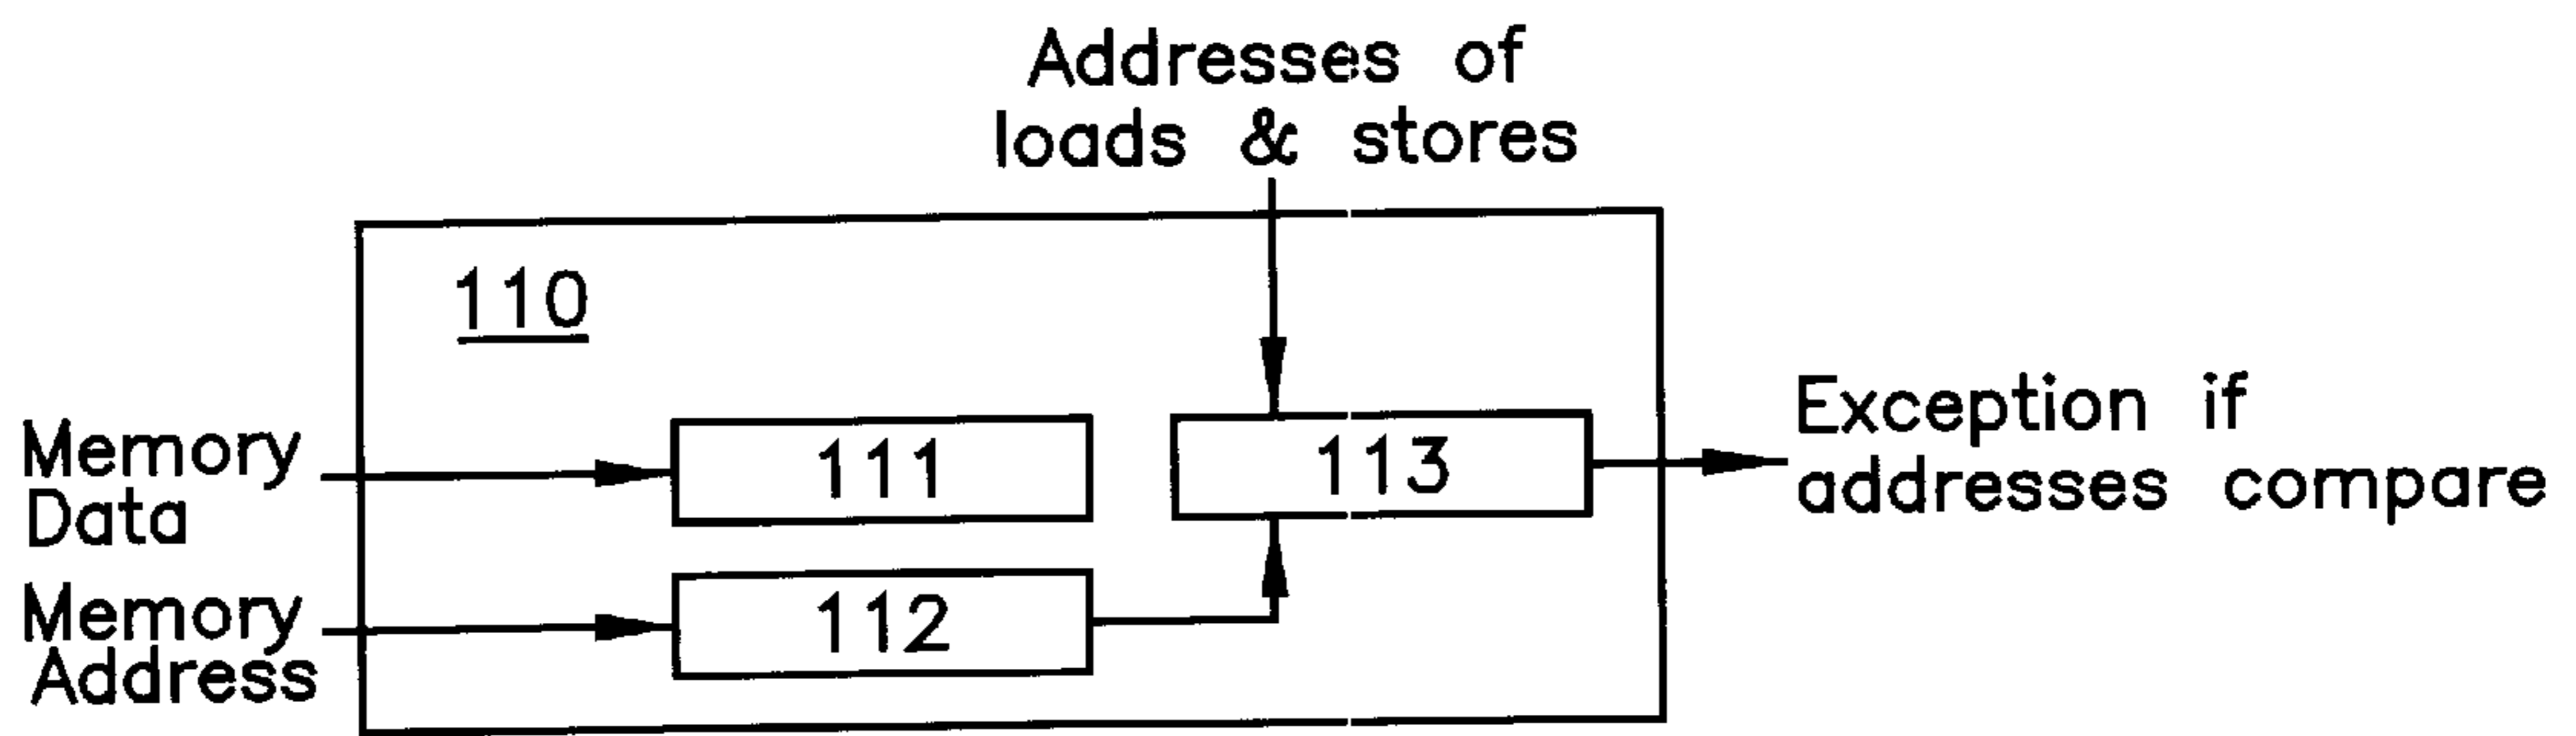 Addresses of
loads & stores
110
Memory
Data
111
113
Exception if
addresses compare
Memory
Address
112